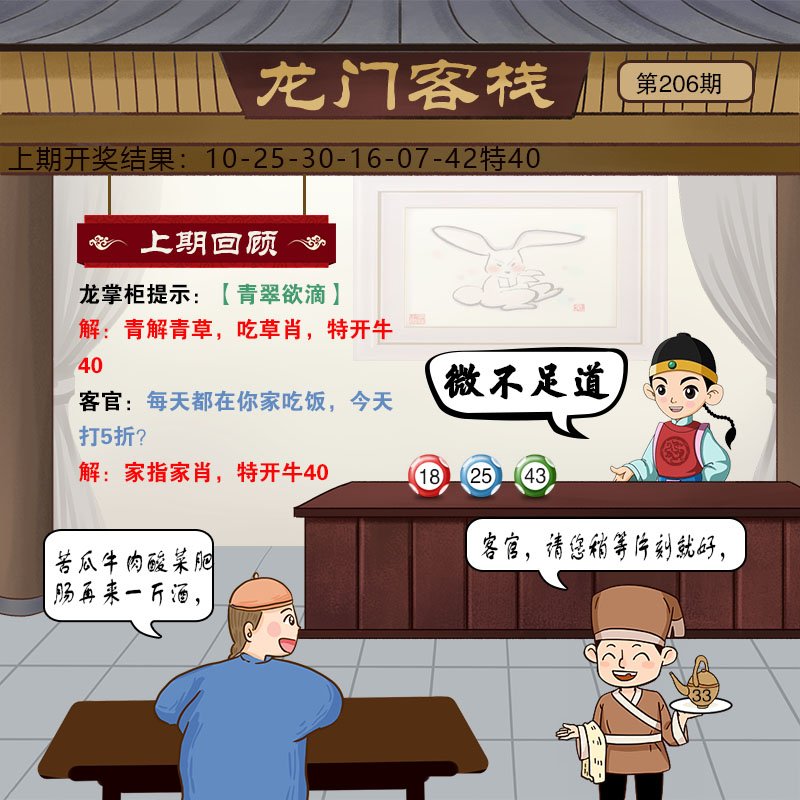 龙门客栈
第206期
上期开奖结果：10-25-30-16-07-42特40
上期回顾
龙掌柜提示：【青翠欲滴】
解：青解青草，吃草肖，特开牛
40
客官：每天都在你家吃饭，今天
打5折？
解：家指家肖，特开牛40
微不足道
18
25
43
客官，请您稍等片刻就好，
苦瓜牛肉酸菜肥
肠再来一斤酒，
33